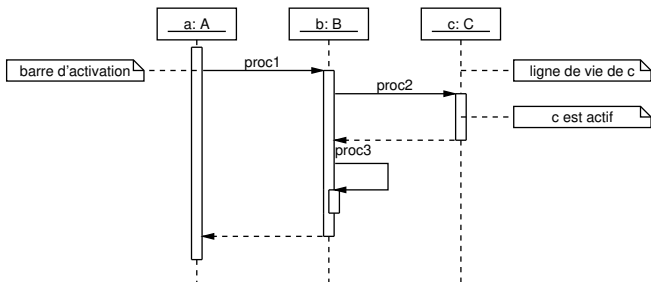 a: A
b: B
c: C
barre d'activation
proc1
ligne de vie de c
proc2
c est actif
proc3